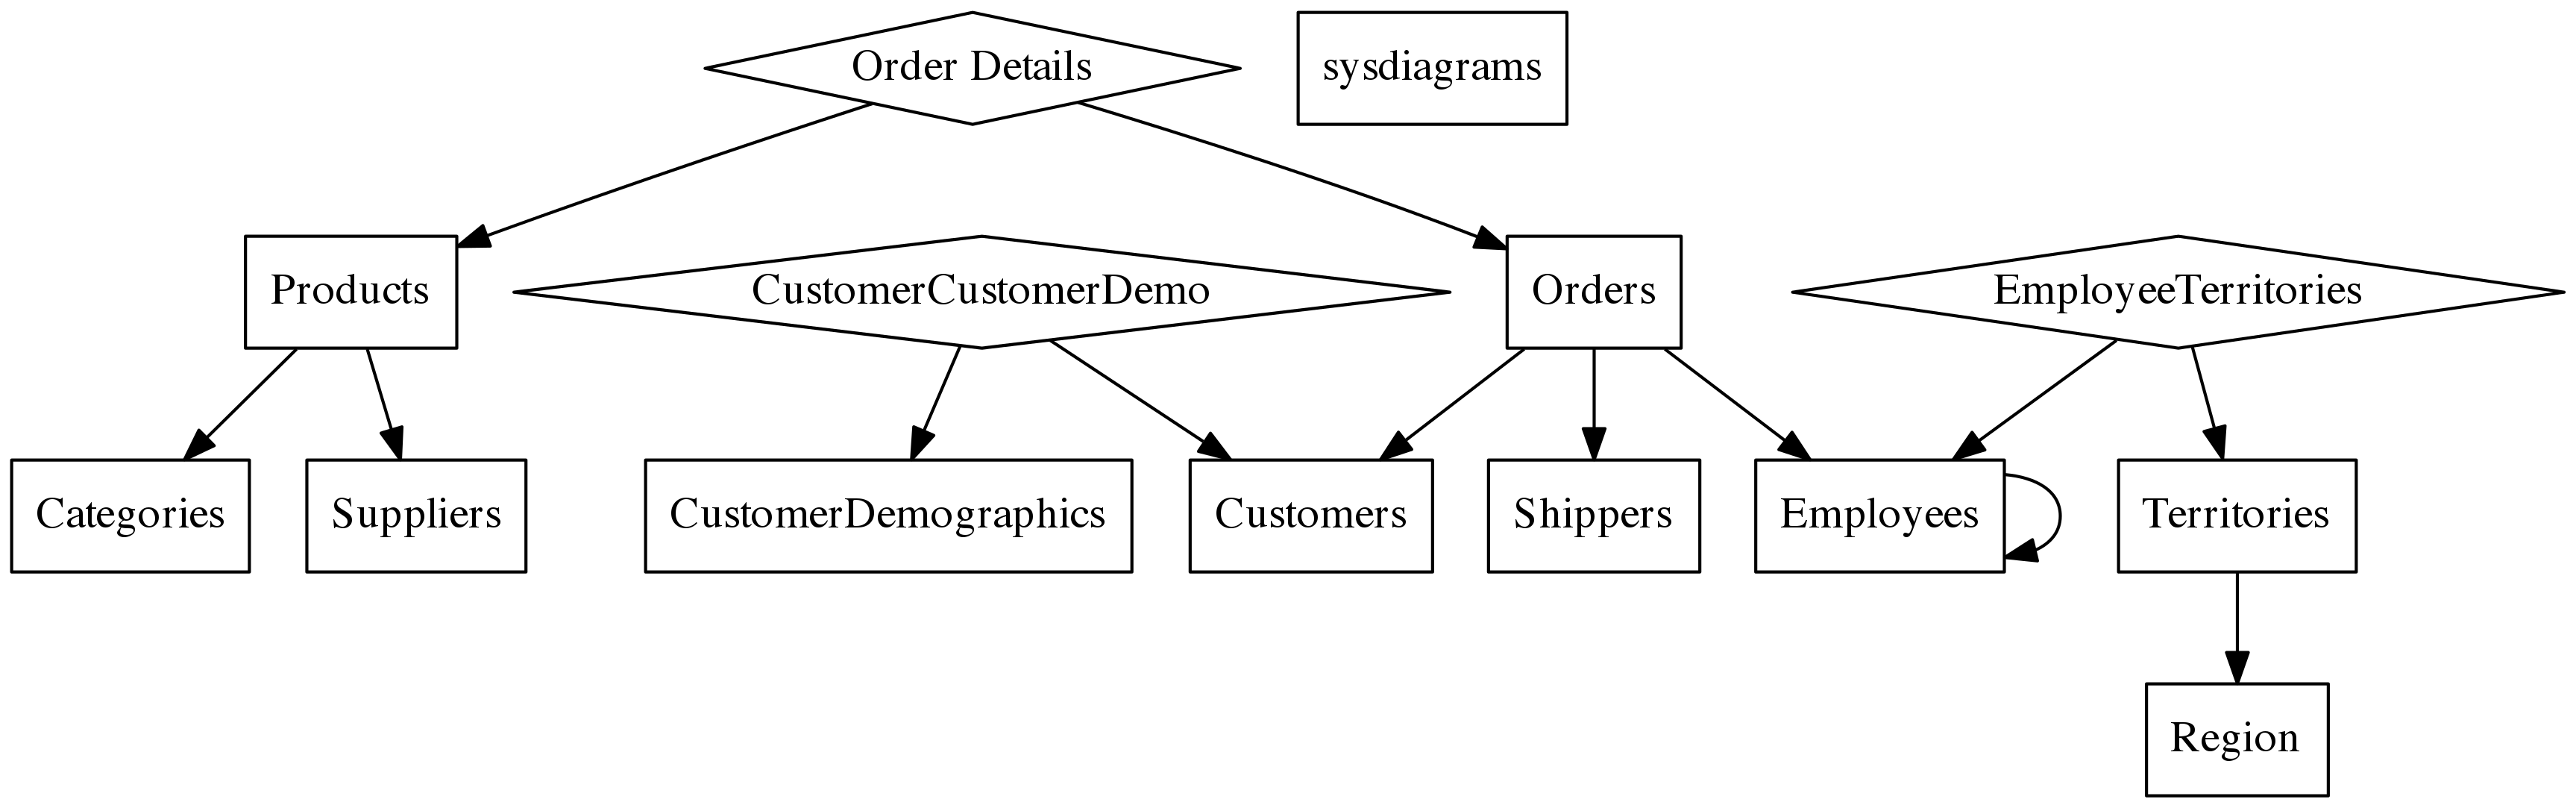 Order Details
sysdiagrams
Products
CustomerCustomerDemo
Orders
EmployeeTerritories
Categories
Suppliers
CustomerDemographics
Customers
Shippers
Employees
Territories
Region